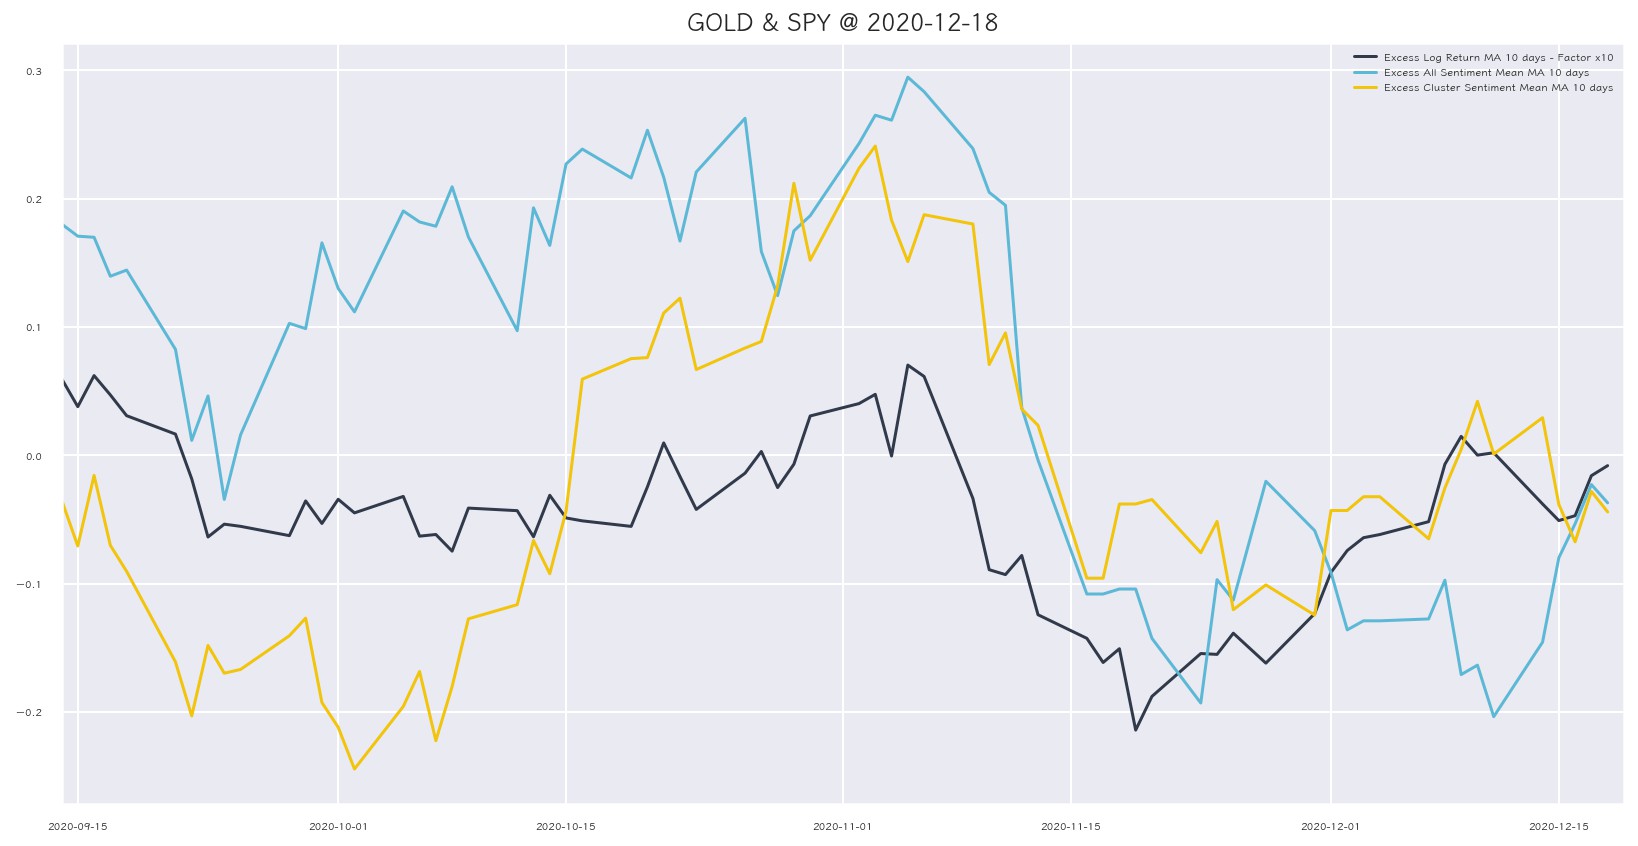 GOLD & SPY @ 2020-12-18
Excess Log Return MA 10 days - Factor x10
Excess All Sentiment Mean MA 10 days
Excess Cluster Sentiment Mean MA 10 days
0.3
0.2
0.1
0.0
−0.1
−0.2
2020-09-15 2020-10-01 2020-10-15 2020-11-01 2020-11-15 2020-12-01 2020-12-15